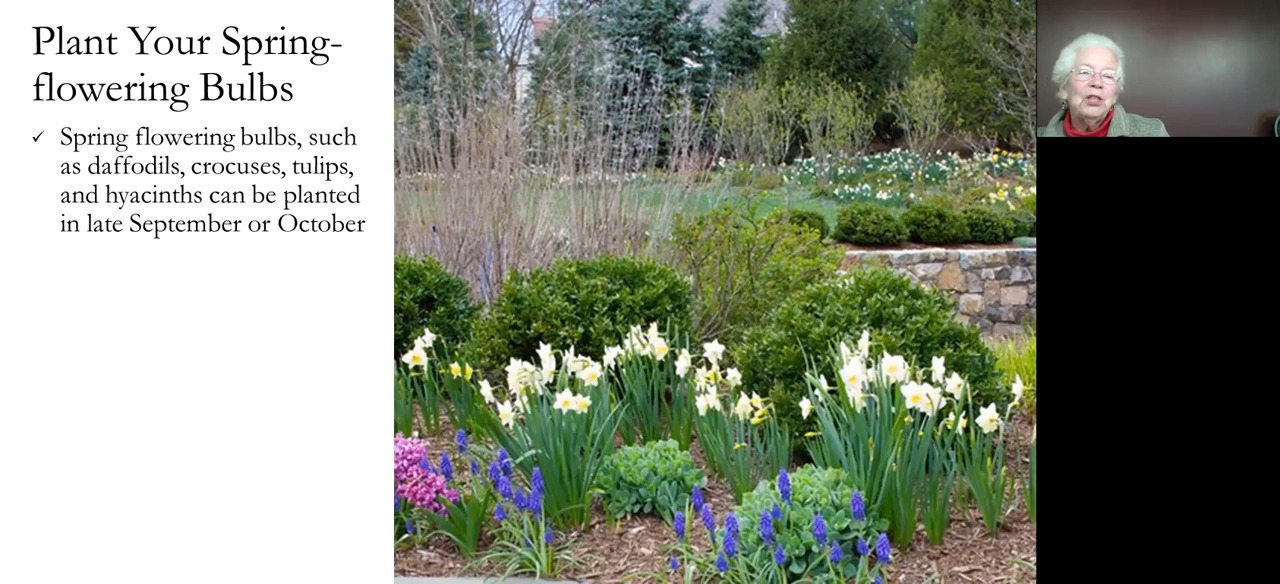 Plant Your Spring-
flowering Bulbs
✓ Spring flowering bulbs, such
as daffodils, crocuses, tulips,
and hyacinths can be planted
in late September or October